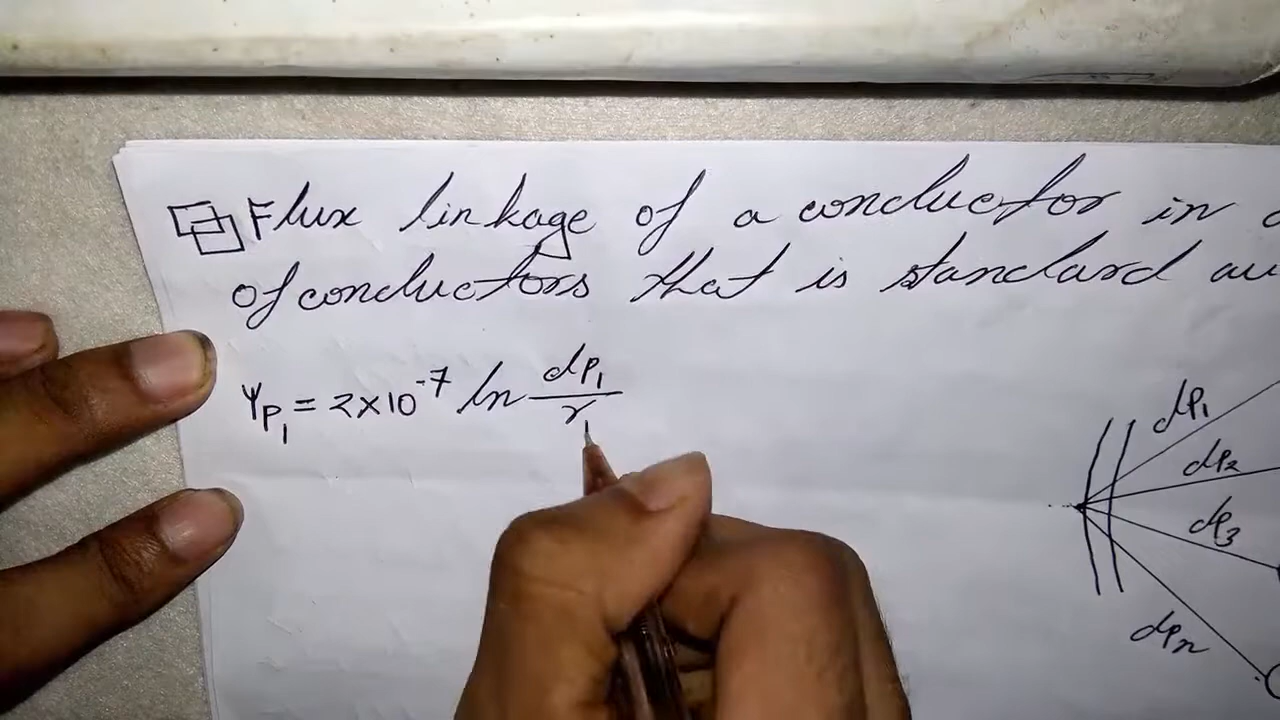 Flux linkage of a conductor in
of conductors that is standard
Ψp₁ = 2×10⁻⁷ ln dp₁/r₁
dp₁
dp₂
dp₃
dpn